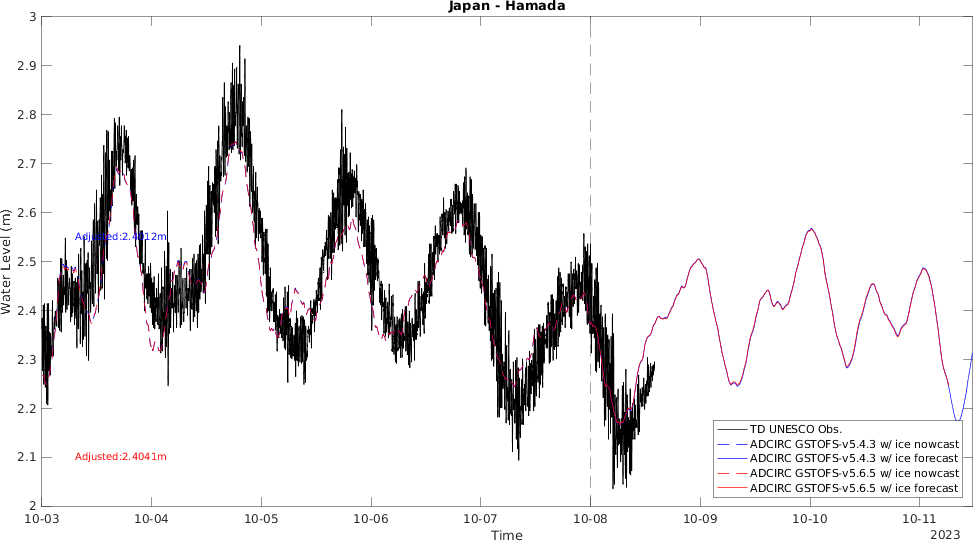 Japan - Hamada
Water Level (m)
3
2.9
2.8
2.7
2.6
2.5
2.4
2.3
2.2
2.1
2
Adjusted:2.4041m
TD UNESCO Obs.
ADCIRC GSTOFS-v5.4.3 w/ ice nowcast
ADCIRC GSTOFS-v5.4.3 w/ ice forecast
ADCIRC GSTOFS-v5.6.5 w/ ice nowcast
ADCIRC GSTOFS-v5.6.5 w/ ice forecast
10-03 10-04 10-05 10-06 10-07 10-08 10-09 10-10 10-11
Time
2023